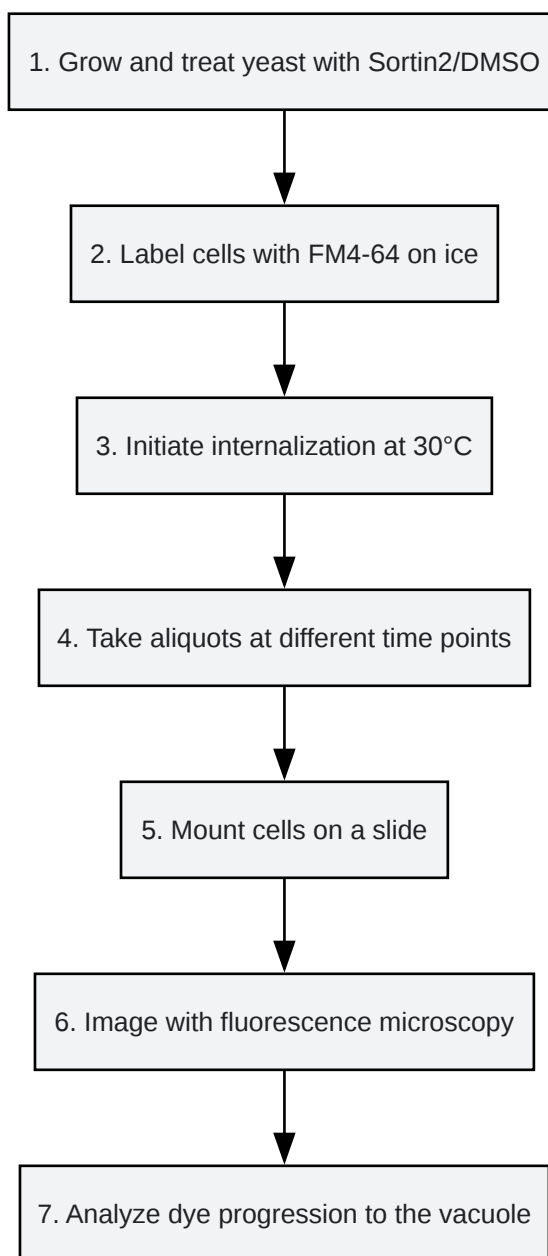 1. Grow and treat yeast with Sortin2/DMSO
2. Label cells with FM4-64 on ice
3. Initiate internalization at 30°C
4. Take aliquots at different time points
5. Mount cells on a slide
6. Image with fluorescence microscopy
7. Analyze dye progression to the vacuole